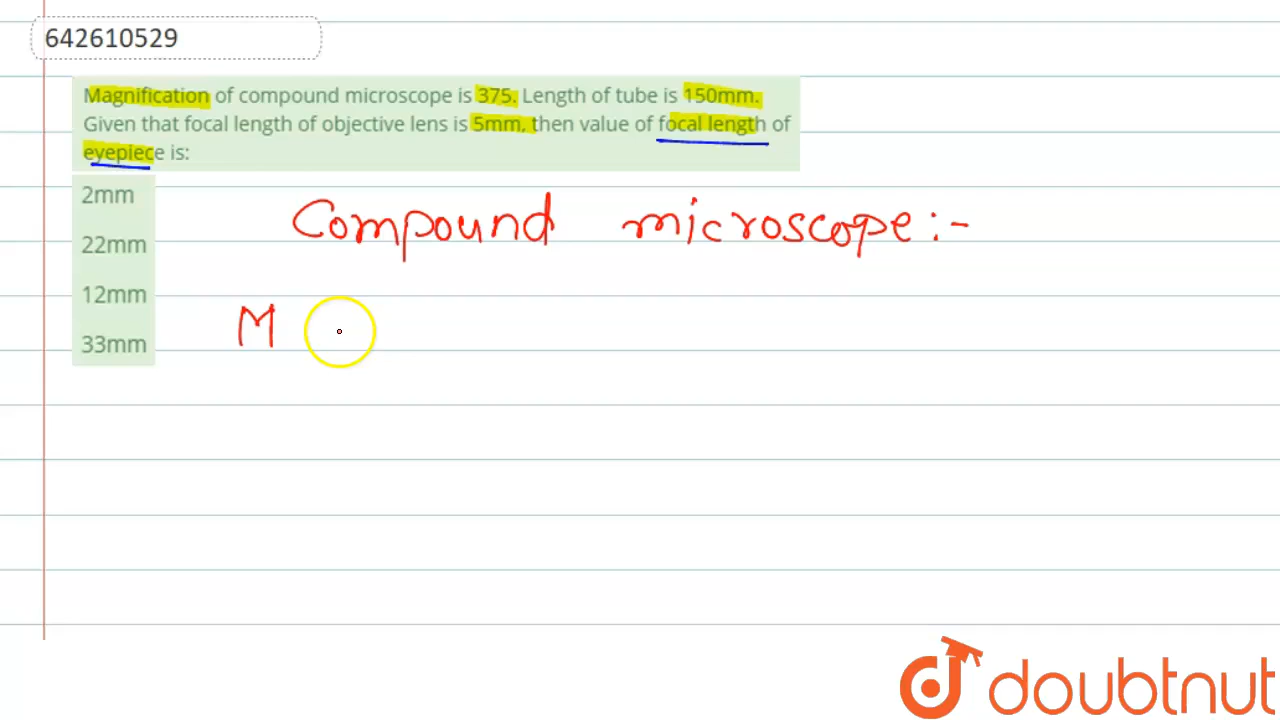 642610529
Magnification of compound microscope is 375. Length of tube is 150mm.
Given that focal length of objective lens is 5mm, then value of focal length of
eyepiece is:
2mm
22mm
12mm
33mm
Compound microscope :-
M
doubtnut